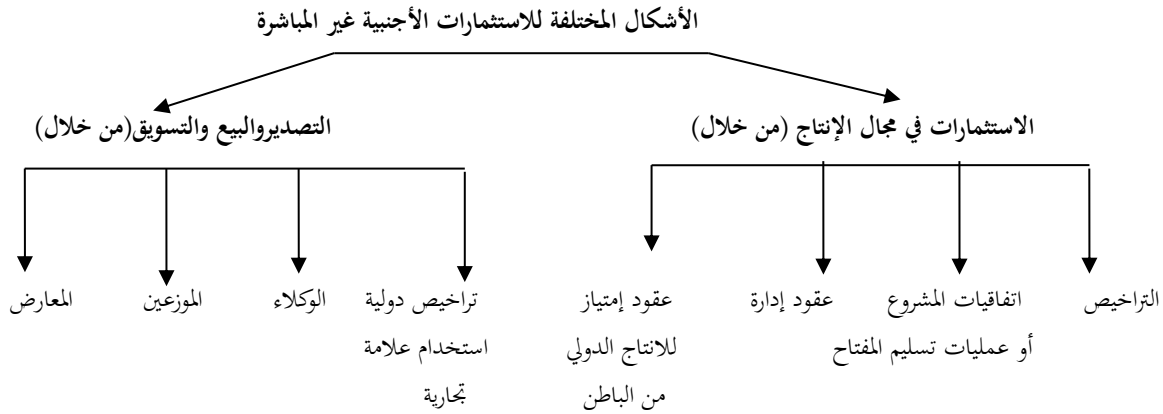 الأشكال المختلفة للاستثمارات الأجنبية غير المباشرة
الاستثمارات في مجال الإنتاج (من خلال)
التصديروالبيع والتسويق(من خلال)
التراخيص
اتفاقيات المشروع
أو عمليات تسليم المفتاح
عقود إدارة
عقود إمتياز
للانتاج الدولي
من الباطن
تراخيص دولية
استخدام علامة
تجارية
الوكلاء
الموزعين
المعارض